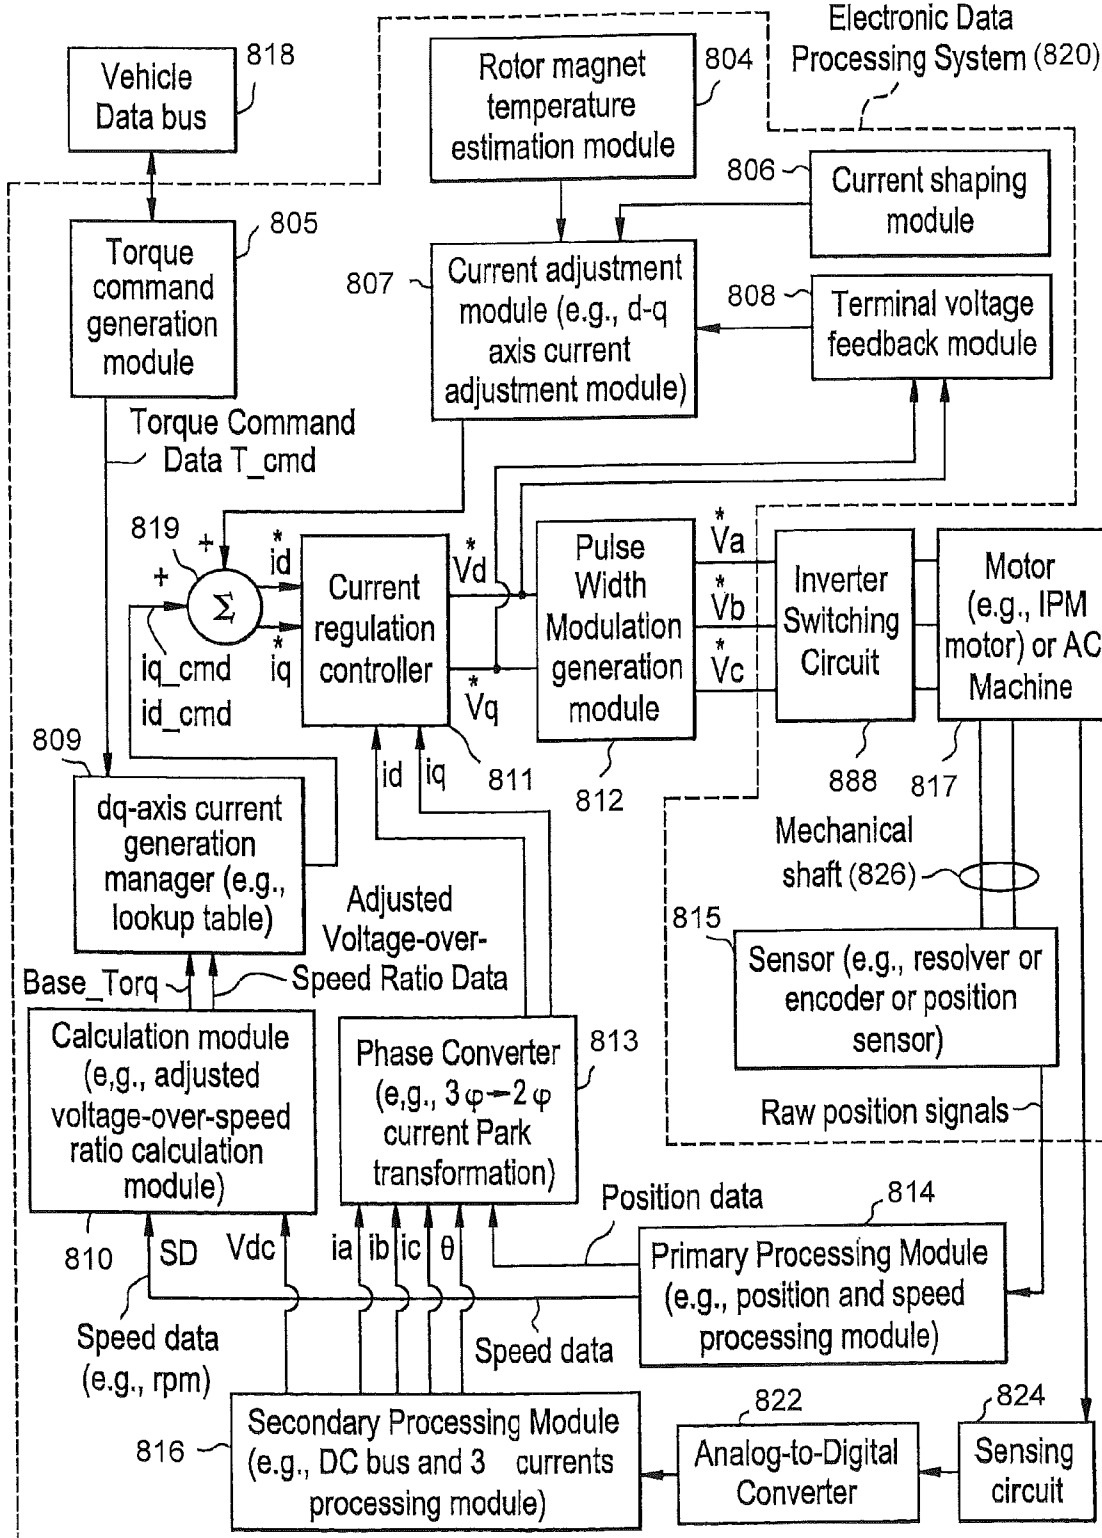 Electronic Data
Processing System (820)
Vehicle
Data bus
818
Rotor magnet
temperature
estimation module
804
806
Current shaping
module
805
Torque
command
generation
module
807
Current adjustment
module (e.g., d-q
axis current
adjustment module)
808
Terminal voltage
feedback module
Torque Command
Data T_cmd
819
+
+
Σ
*
id
*
iq
iq_cmd
id_cmd
Current
regulation
controller
811
*
Vd
*
Vq
Pulse
Width
Modulation
generation
module
812
*
Va
*
Vb
*
Vc
Inverter
Switching
Circuit
888
Motor
(e.g., IPM
motor) or AC
Machine
817
id
iq
809
dq-axis current
generation
manager (e.g.,
lookup table)
Mechanical
shaft (826)
Adjusted
Voltage-over-
Speed Ratio Data
Base_Torq
815
Sensor (e.g., resolver or
encoder or position
sensor)
Calculation module
(e,g., adjusted
voltage-over-speed
ratio calculation
module)
810
Phase Converter
(e,g., 3 φ→2 φ
current Park
transformation)
813
Raw position signals
Position data
814
Primary Processing Module
(e.g., position and speed
processing module)
SD
Vdc
ia
ib
ic
θ
Speed data
(e.g., rpm)
Speed data
816
Secondary Processing Module
(e.g., DC bus and 3 currents
processing module)
822
Analog-to-Digital
Converter
824
Sensing
circuit